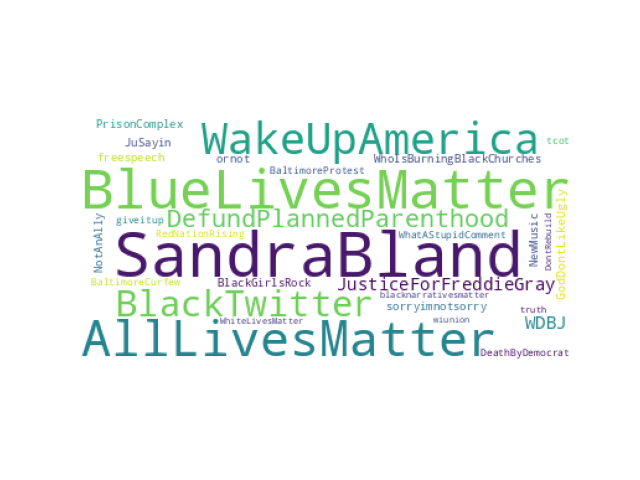 PrisonComplex
WakeUpAmerica
JuSayin
tcot
freespeech
ornot
WhoIsBurningBlackChurches
BaltimoreProtest
BlueLivesMatter
GodDontLikeUgly
NotAnAlly
giveitup
DefundPlannedParenthood
NewMusic
DontRebuild
RedNationRising
WhatAStupidComment
SandraBland
BaltimoreCurfew
BlackGirlsRock
JusticeForFreddieGray
BlackTwitter
blacknarrativesmatter
sorryimnotsorry
truth
WhiteLivesMatter
wiunion
WDBJ
AllLivesMatter
DeathByDemocrat